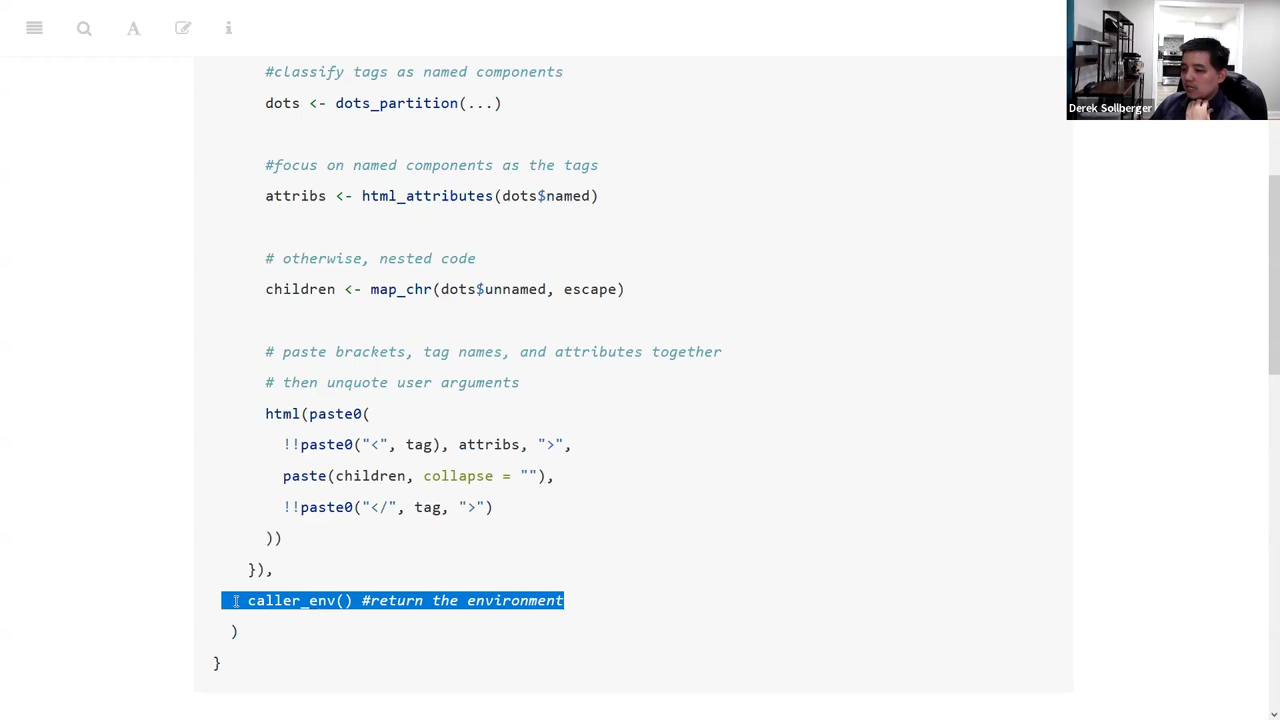 A
i
Derek Sollberger
#classify tags as named components
dots <- dots_partition(...)
#focus on named components as the tags
attribs <- html_attributes(dots$named)
# otherwise, nested code
children <- map_chr(dots$unnamed, escape)
# paste brackets, tag names, and attributes together
# then unquote user arguments
html(paste0(
!!paste0("<", tag), attribs, ">",
paste(children, collapse = ""),
!!paste0("</", tag, ">")
))
}),
caller_env() #return the environment
)
}